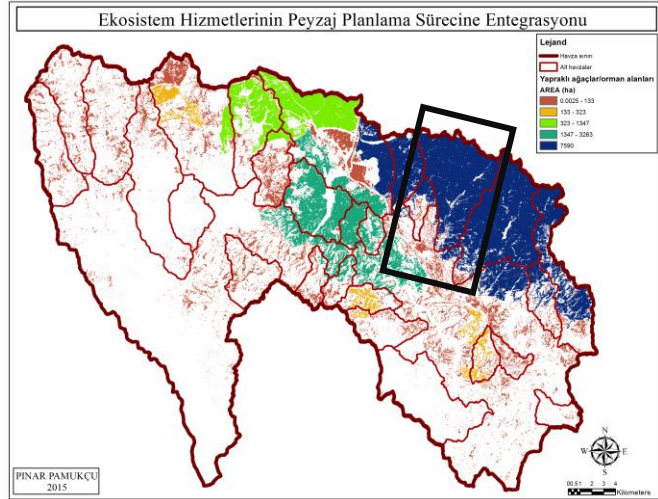 Ekosistem Hizmetlerinin Peyzaj Planlama Sürecine Entegrasyonu
Lejand
Havza sınırı
Alt havzalar
Yapraklı ağaçlar/orman alanları
AREA (ha)
0.0025 - 133
133 - 323
323 - 1347
1347 - 3283
7590
N
W E
S
0 0.5 1 2 3 4
Kilometers
PINAR PAMUKÇU
2015